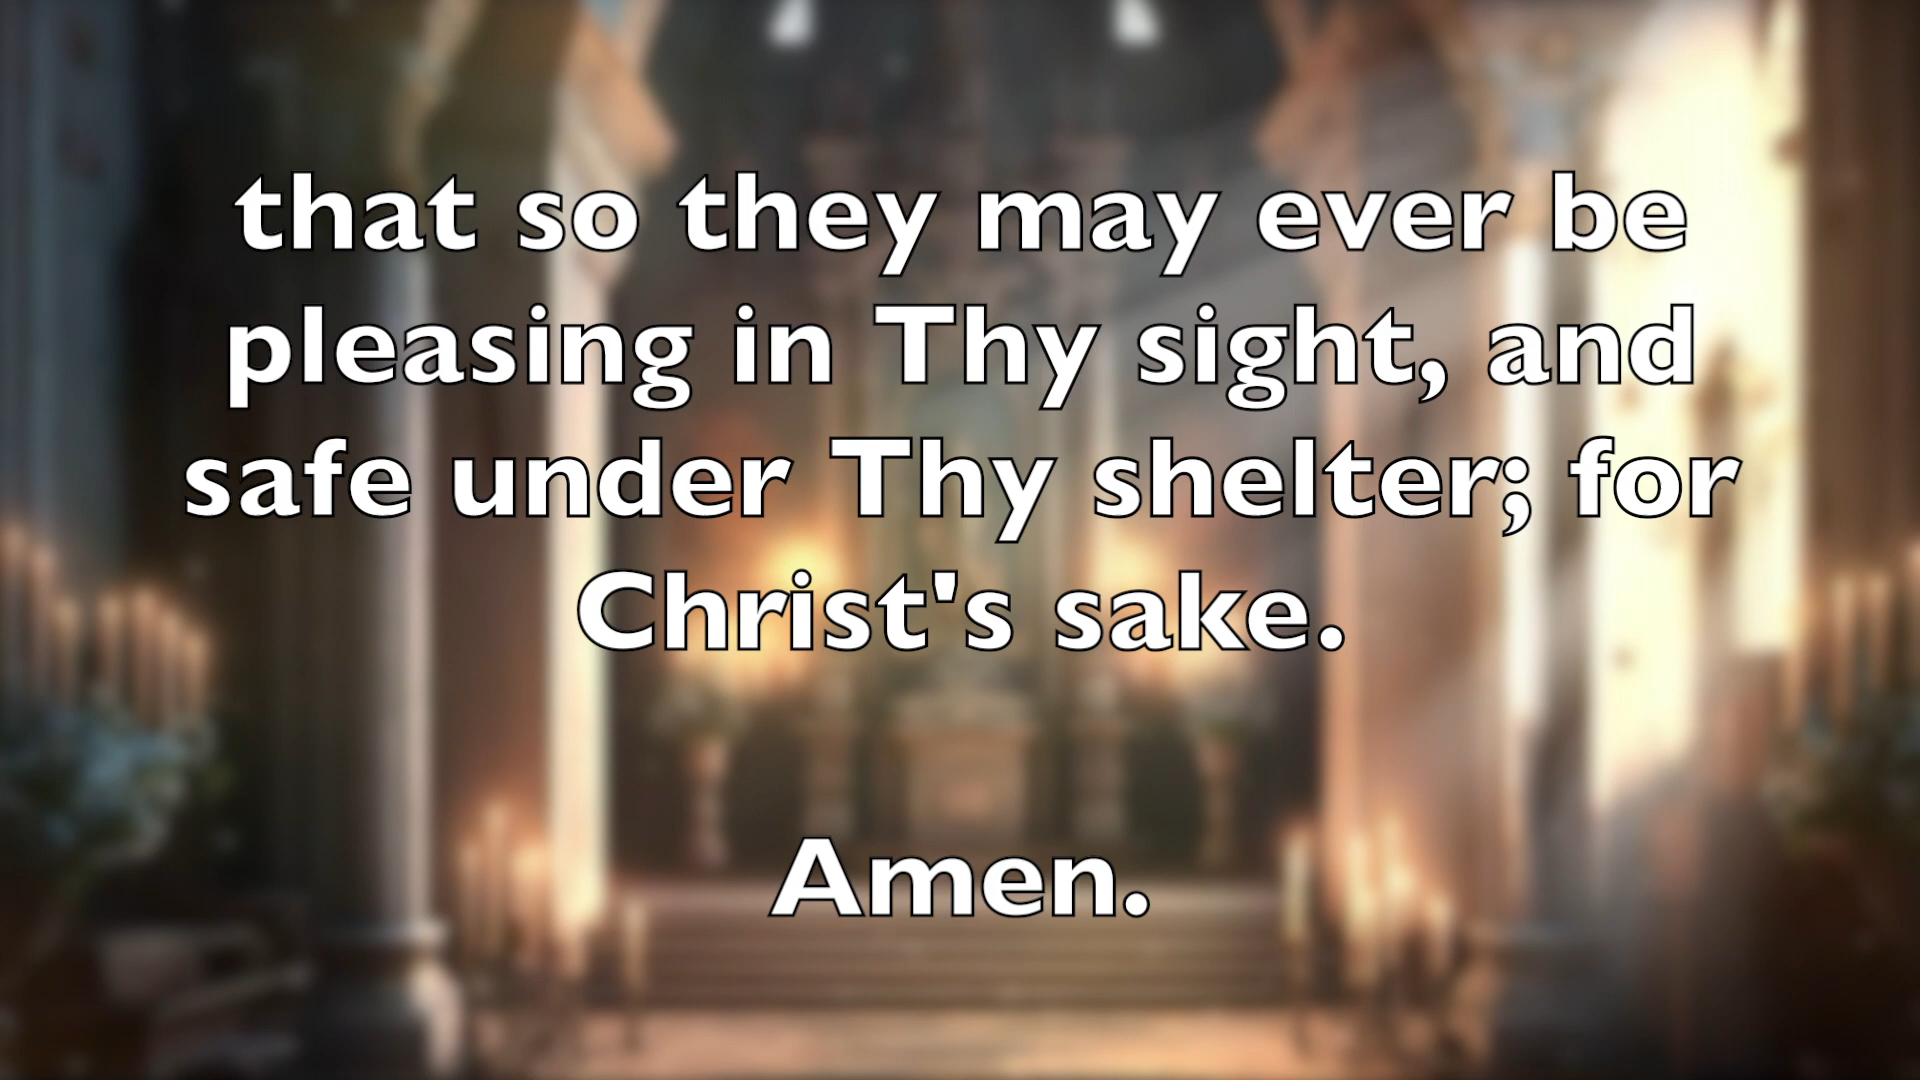 that so they may ever be
pleasing in Thy sight, and
safe under Thy shelter; for
Christ's sake.
Amen.